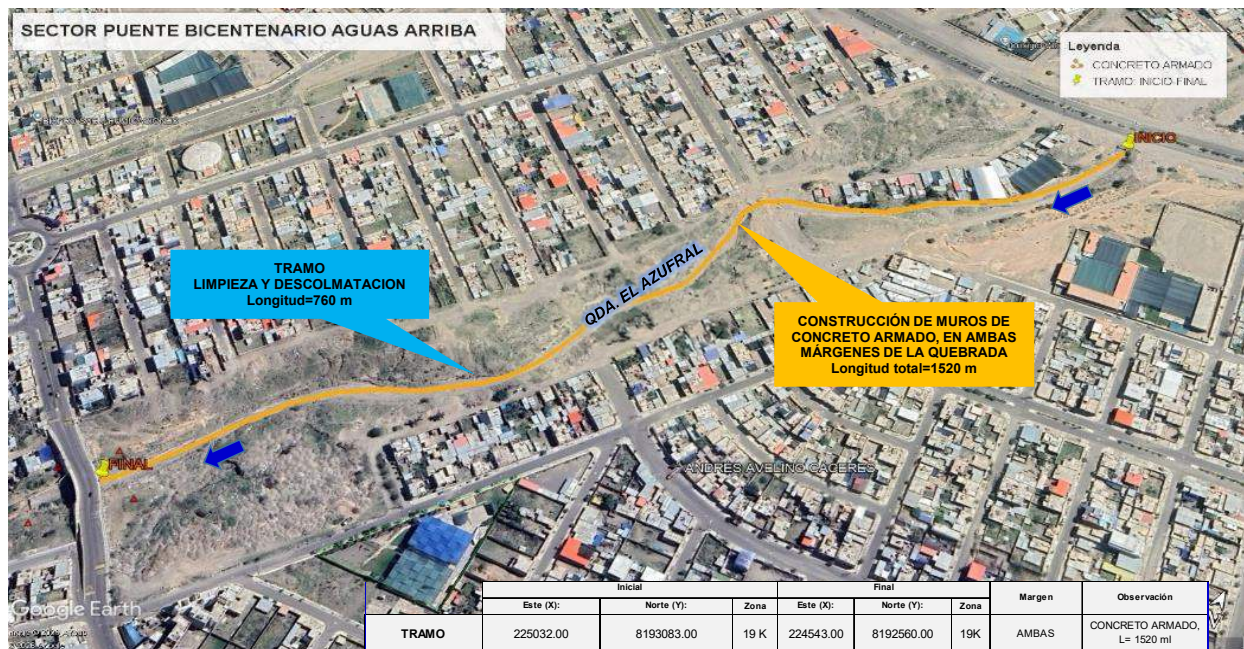 SECTOR PUENTE BICENTENARIO AGUAS ARRIBA
Leyenda
CONCRETO ARMADO
TRAMO: INICIO-FINAL
INICIO
TRAMO
LIMPIEZA Y DESCOLMATACION
Longitud=760 m
QDA. EL AZUFRAL
CONSTRUCCIÓN DE MUROS DE
CONCRETO ARMADO, EN AMBAS
MÁRGENES DE LA QUEBRADA
Longitud total=1520 m
FINAL
ANDRES AVELINO CACERES
Google Earth
Inicial Final Margen Observación
Este (X): Norte (Y): Zona Este (X): Norte (Y): Zona
TRAMO 225032.00 8193083.00 19 K 224543.00 8192560.00 19K AMBAS CONCRETO ARMADO,
L= 1520 ml